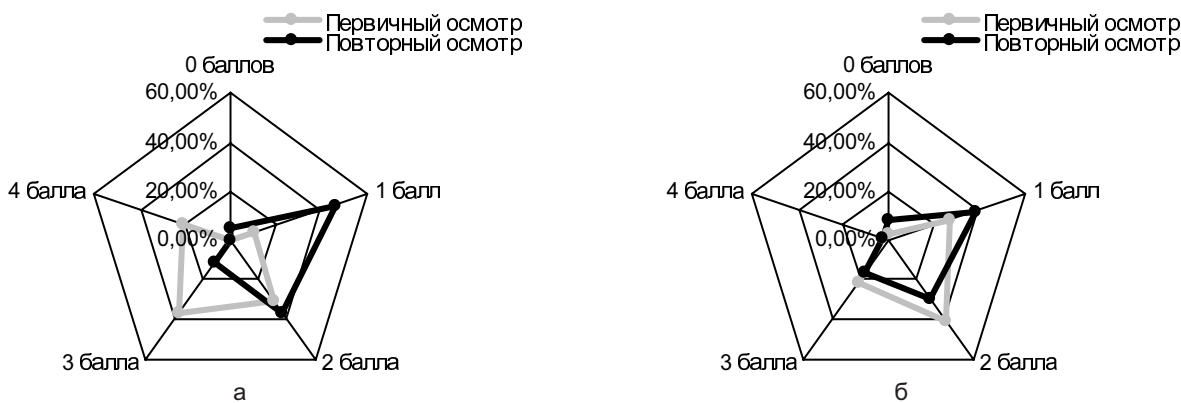 Первичный осмотр
Повторный осмотр
0 баллов
60,00%
40,00%
20,00%
0,00%
4 балла
1 балл
3 балла
2 балла
а
Первичный осмотр
Повторный осмотр
0 баллов
60,00%
40,00%
20,00%
0,00%
4 балла
1 балл
3 балла
2 балла
б